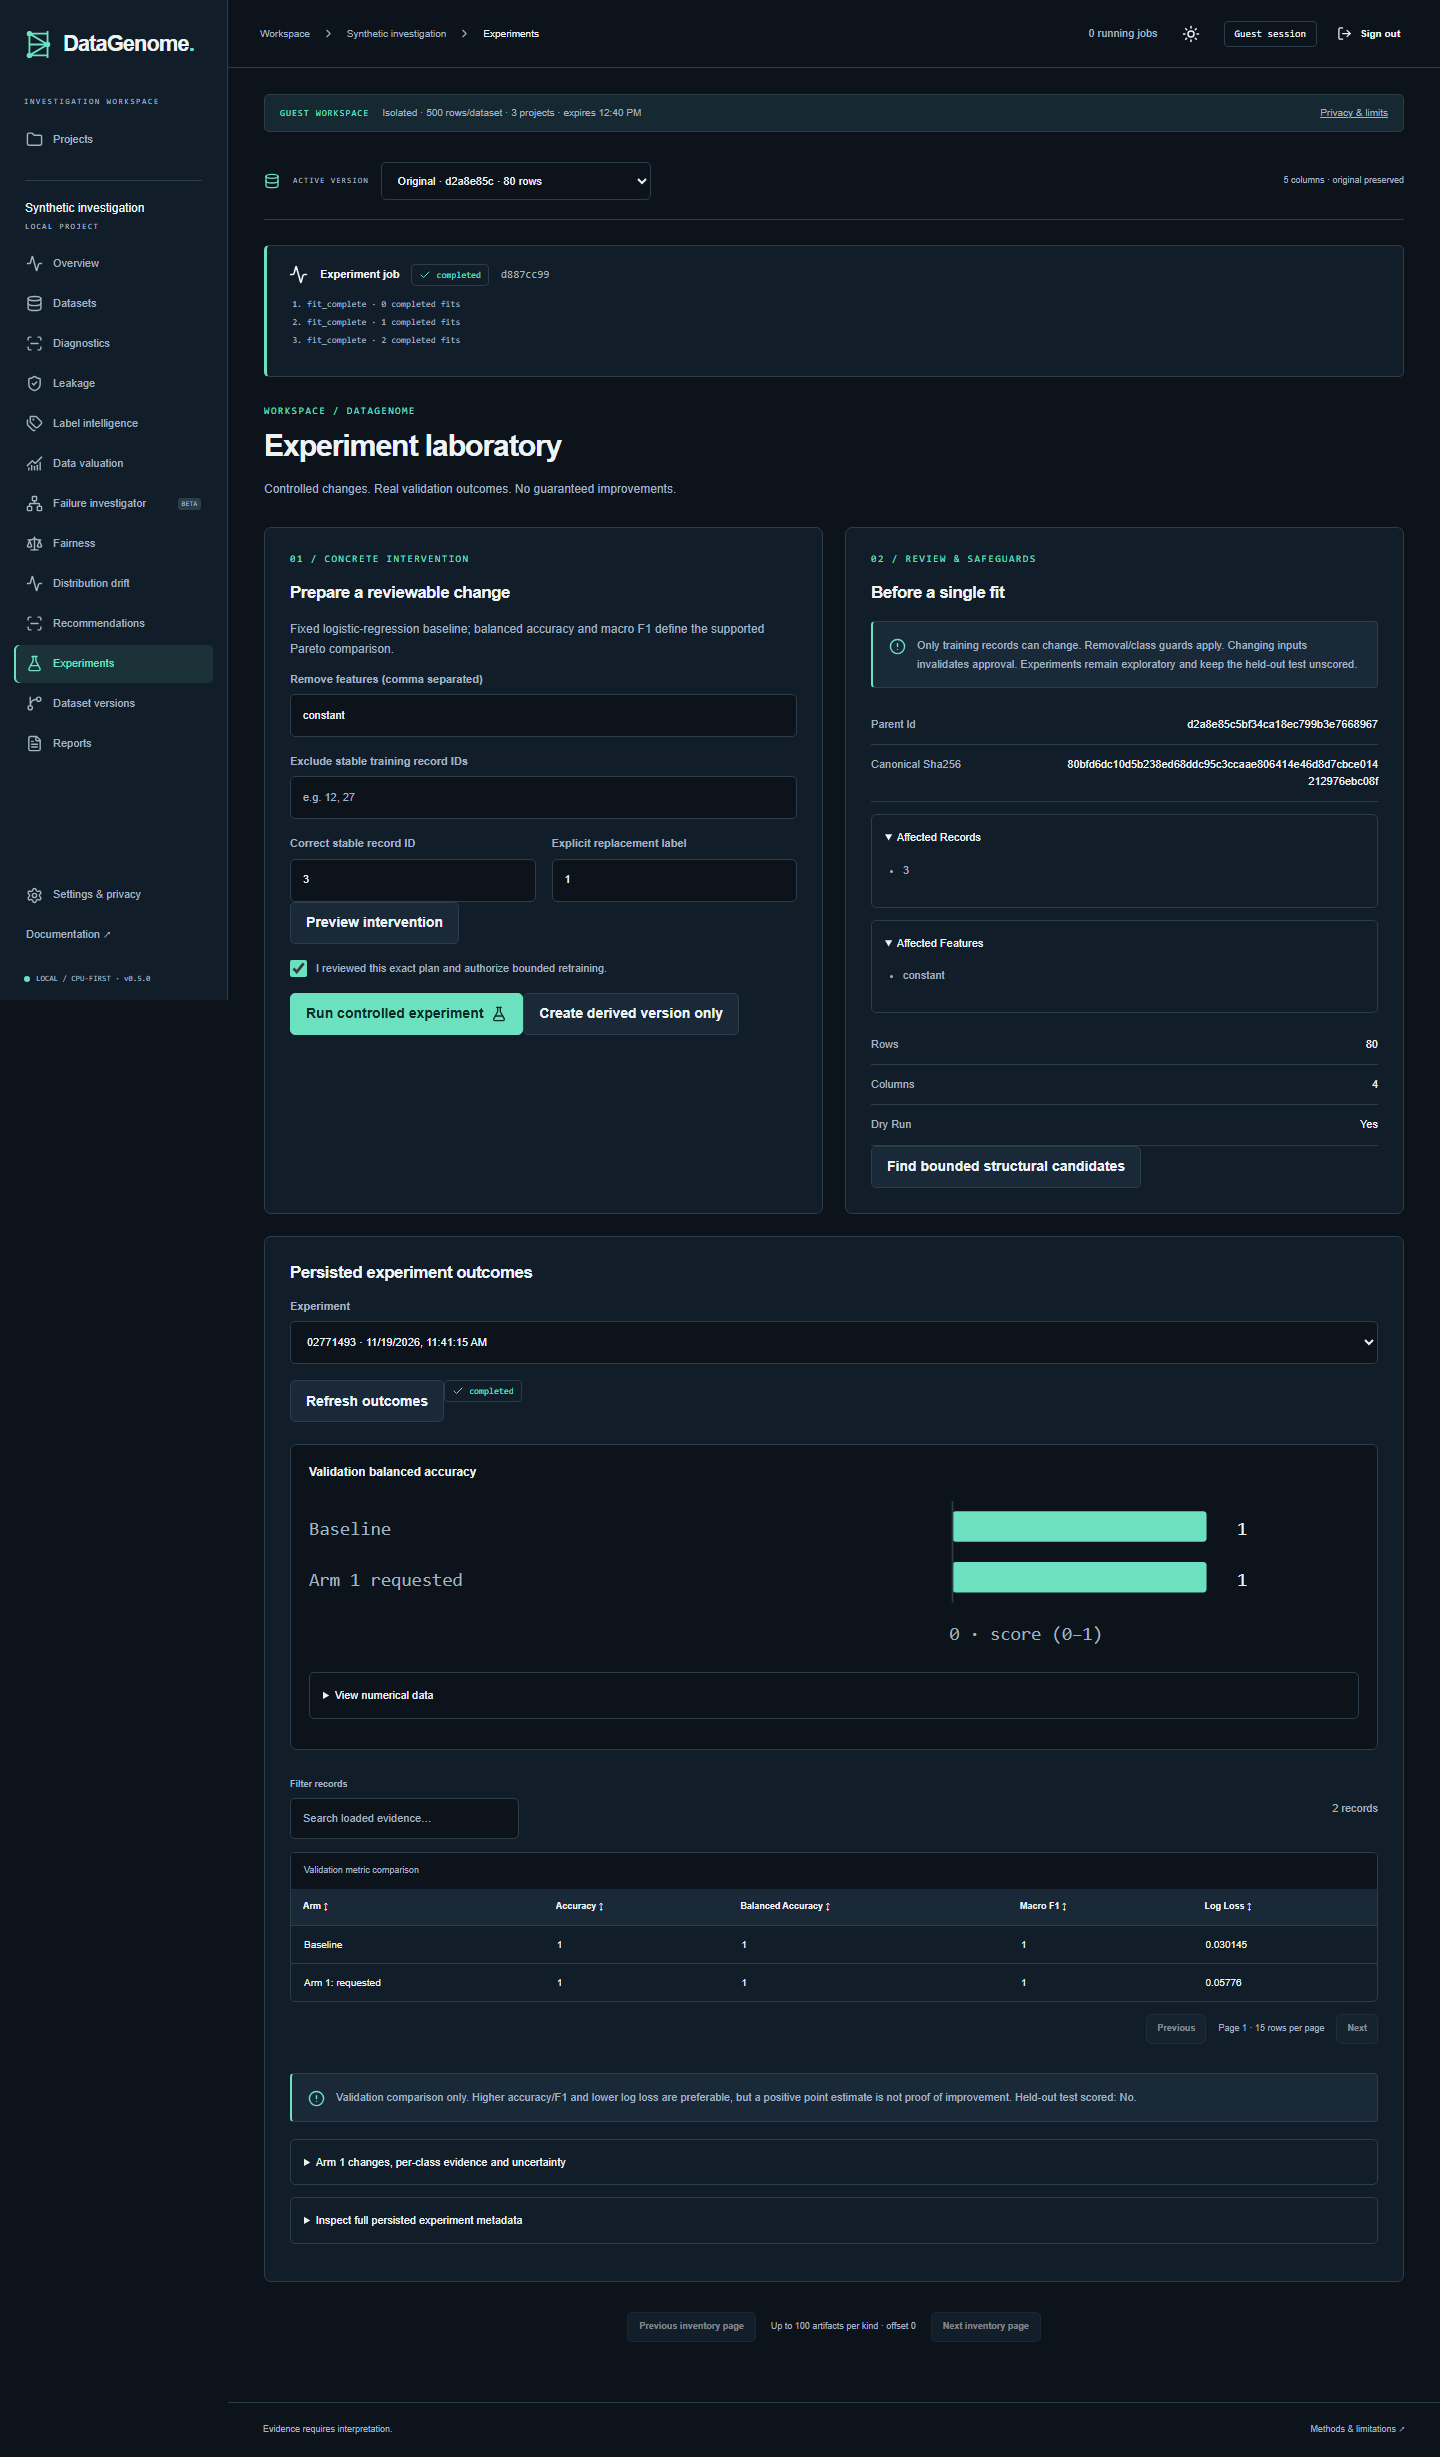 DataGenome.
INVESTIGATION WORKSPACE
Projects
Synthetic investigation
LOCAL PROJECT
Overview
Datasets
Diagnostics
Leakage
Label intelligence
Data valuation
Failure investigator BETA
Fairness
Distribution drift
Recommendations
Experiments
Dataset versions
Reports
Settings & privacy
Documentation ↗
LOCAL / CPU-FIRST · v0.5.0
Workspace > Synthetic investigation > Experiments
0 running jobs
Guest session
Sign out
GUEST WORKSPACE Isolated · 500 rows/dataset · 3 projects · expires 12:40 PM
Privacy & limits
ACTIVE VERSION
Original · d2a8e85c · 80 rows
5 columns · original preserved
Experiment job completed d887cc99
1. fit_complete · 0 completed fits
2. fit_complete · 1 completed fits
3. fit_complete · 2 completed fits
WORKSPACE / DATAGENOME
Experiment laboratory
Controlled changes. Real validation outcomes. No guaranteed improvements.
01 / CONCRETE INTERVENTION
Prepare a reviewable change
Fixed logistic-regression baseline; balanced accuracy and macro F1 define the supported
Pareto comparison.
Remove features (comma separated)
constant
Exclude stable training record IDs
e.g. 12, 27
Correct stable record ID
3
Explicit replacement label
1
Preview intervention
I reviewed this exact plan and authorize bounded retraining.
Run controlled experiment
Create derived version only
02 / REVIEW & SAFEGUARDS
Before a single fit
Only training records can change. Removal/class guards apply. Changing inputs
invalidates approval. Experiments remain exploratory and keep the held-out test unscored.
Parent Id d2a8e85c5bf34ca18ec799b3e7668967
Canonical Sha256 80bfd6dc10d5b238ed68ddc95c3ccaae806414e46d8d7cbce014
212976ebc08f
Affected Records
3
Affected Features
constant
Rows 80
Columns 4
Dry Run Yes
Find bounded structural candidates
Persisted experiment outcomes
Experiment
02771493 · 11/19/2026, 11:41:15 AM
Refresh outcomes
completed
Validation balanced accuracy
Baseline 1
Arm 1 requested 1
0 · score (0–1)
View numerical data
Filter records
Search loaded evidence...
2 records
Validation metric comparison
Arm ↕ Accuracy ↕ Balanced Accuracy ↕ Macro F1 ↕ Log Loss ↕
Baseline 1 1 1 0.030145
Arm 1: requested 1 1 1 0.05776
Previous
Page 1 · 15 rows per page
Next
Validation comparison only. Higher accuracy/F1 and lower log loss are preferable, but a positive point estimate is not proof of improvement. Held-out test scored: No.
Arm 1 changes, per-class evidence and uncertainty
Inspect full persisted experiment metadata
Previous inventory page
Up to 100 artifacts per kind · offset 0
Next inventory page
Evidence requires interpretation.
Methods & limitations ↗